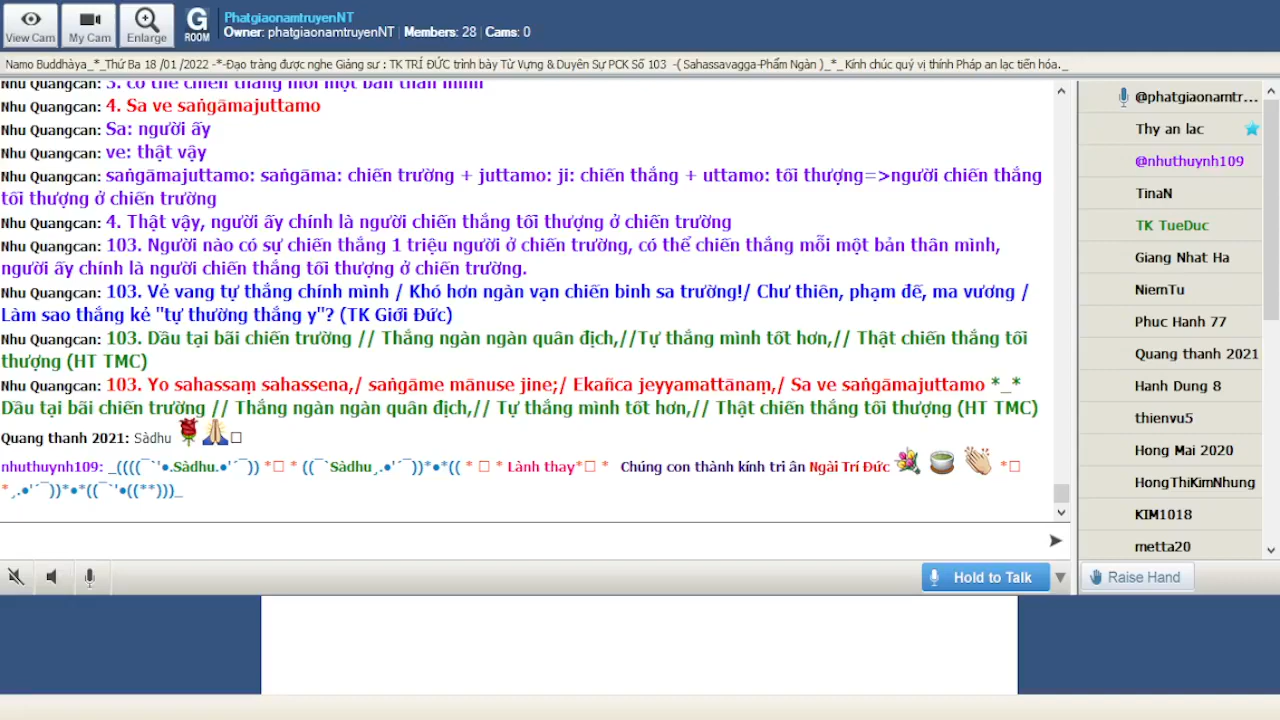 View Cam
My Cam
Enlarge
G
ROOM
PhatgiaonamtruyenNT
Owner: phatgiaonamtruyenNT | Members: 28 | Cams: 0
Namo Buddhàya_*_Thứ Ba 18 /01 /2022 -*-Đạo tràng được nghe Giảng sư : TK TRÍ ĐỨC trình bày Từ Vựng & Duyên Sự PCK Số 103 -( Sahassavagga-Phẩm Ngàn )_*_ Kính chúc quý vị thính Pháp an lạc tiến hóa._
Nhu Quangcan: 3. có thể chiến thắng mỗi một bản thân mình
Nhu Quangcan: 4. Sa ve saṅgāmajuttamo
Nhu Quangcan: Sa: người ấy
Nhu Quangcan: ve: thật vậy
Nhu Quangcan: saṅgāmajuttamo: saṅgāma: chiến trường + juttamo: ji: chiến thắng + uttamo: tối thượng=>người chiến thắng
tối thượng ở chiến trường
Nhu Quangcan: 4. Thật vậy, người ấy chính là người chiến thắng tối thượng ở chiến trường
Nhu Quangcan: 103. Người nào có sự chiến thắng 1 triệu người ở chiến trường, có thể chiến thắng mỗi một bản thân mình,
người ấy chính là người chiến thắng tối thượng ở chiến trường.
Nhu Quangcan: 103. Vẻ vang tự thắng chính mình / Khó hơn ngàn vạn chiến binh sa trường!/ Chư thiên, phạm đế, ma vương /
Làm sao thắng kẻ "tự thường thắng y"? (TK Giới Đức)
Nhu Quangcan: 103. Dầu tại bãi chiến trường // Thắng ngàn ngàn quân địch,//Tự thắng mình tốt hơn,// Thật chiến thắng tối
thượng (HT TMC)
Nhu Quangcan: 103. Yo sahassaṃ sahassena,/ saṅgāme mānuse jine;/ Ekañca jeyyamattānaṃ,/ Sa ve saṅgāmajuttamo *_*
Dầu tại bãi chiến trường // Thắng ngàn ngàn quân địch,// Tự thắng mình tốt hơn,// Thật chiến thắng tối thượng (HT TMC)
Quang thanh 2021: Sàdhu
nhuthuynh109: _((((¯`'•.Sàdhu.•'´¯)) * * ((¯`Sàdhu¸.•'´¯))*•*(( * * Lành thay* * Chúng con thành kính tri ân Ngài Trí Đức *
*¸.•'´¯))*•*((¯`'•((**)))_
@phatgiaonamtr...
Thy an lac
@nhuthuynh109
TinaN
TK TueDuc
Giang Nhat Ha
NiemTu
Phuc Hanh 77
Quang thanh 2021
Hanh Dung 8
thienvu5
Hong Mai 2020
HongThiKimNhung
KIM1018
metta20
Hold to Talk
Raise Hand